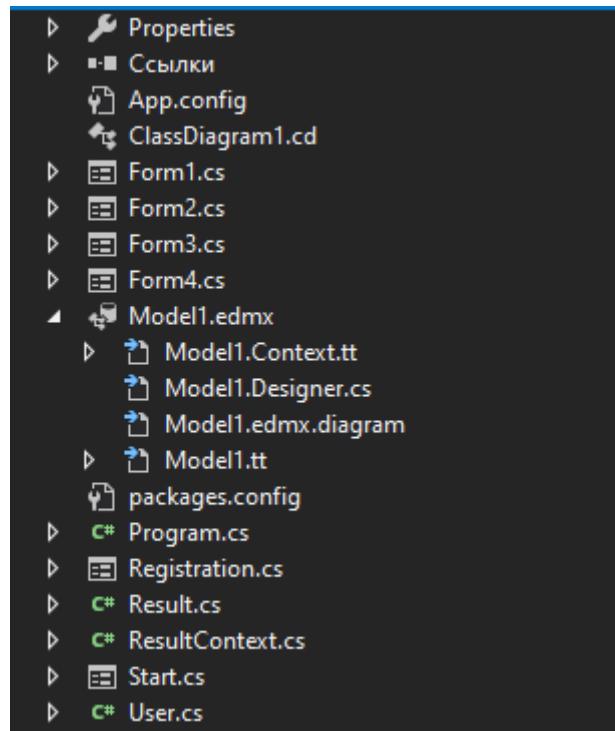 Properties
Ссылки
App.config
ClassDiagram1.cd
Form1.cs
Form2.cs
Form3.cs
Form4.cs
Model1.edmx
Model1.Context.tt
Model1.Designer.cs
Model1.edmx.diagram
Model1.tt
packages.config
C# Program.cs
Registration.cs
C# Result.cs
C# ResultContext.cs
Start.cs
C# User.cs